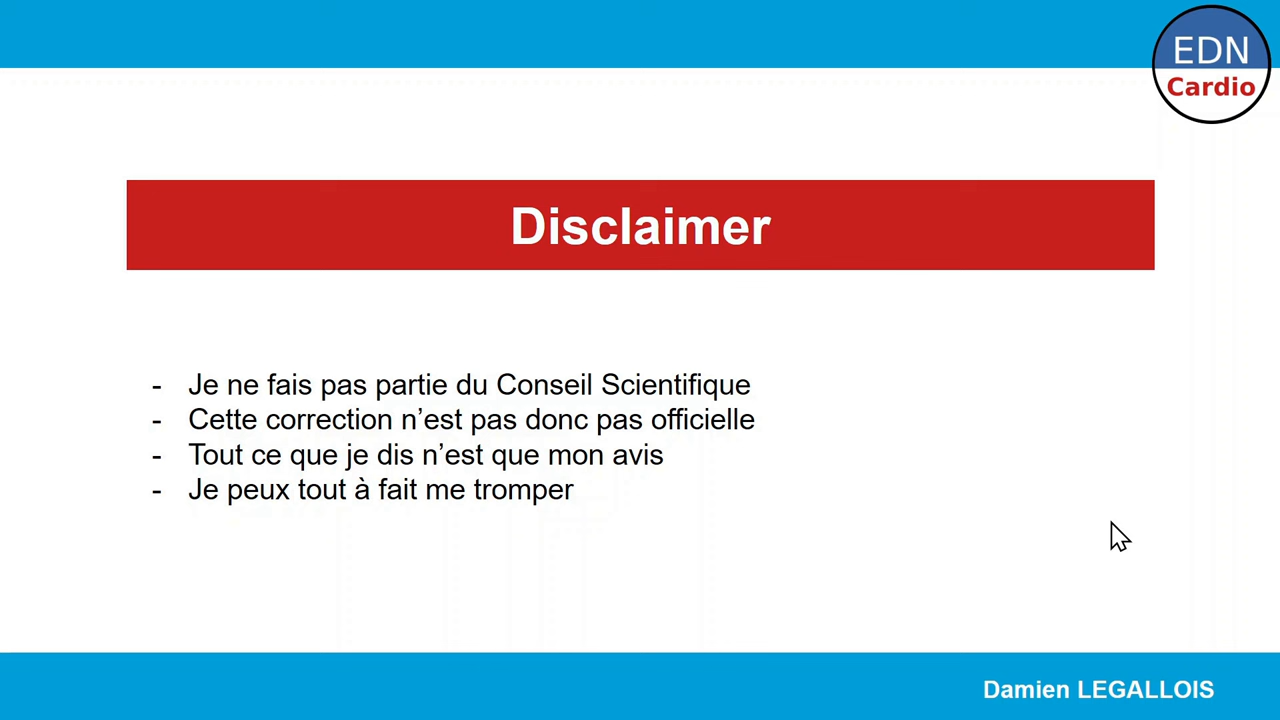 EDN
Cardio
Disclaimer
- Je ne fais pas partie du Conseil Scientifique
- Cette correction n’est pas donc pas officielle
- Tout ce que je dis n’est que mon avis
- Je peux tout à fait me tromper
Damien LEGALLOIS